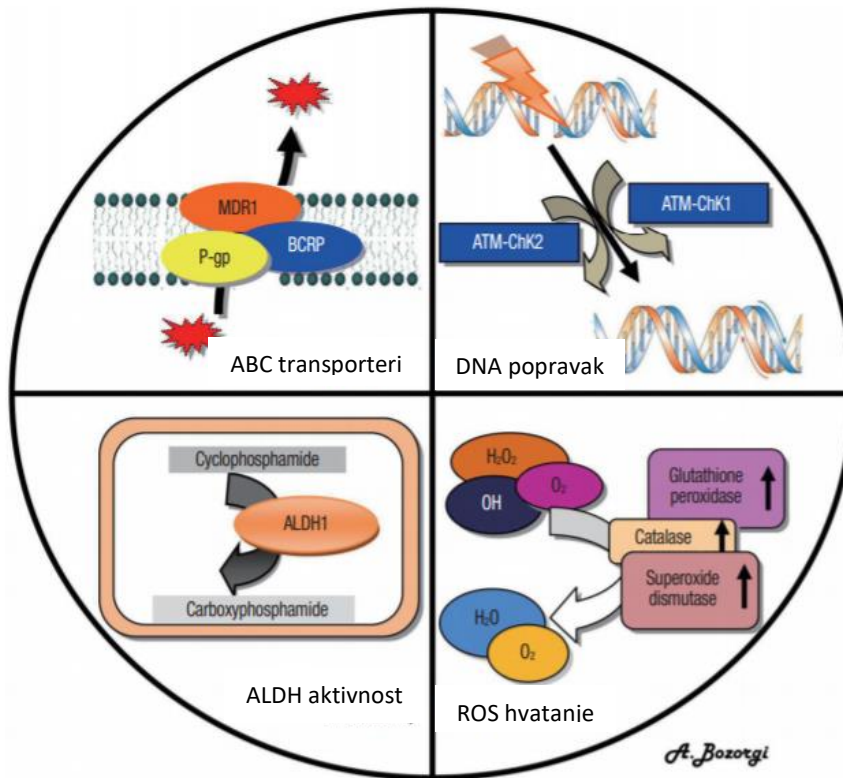 MDR1
P-gp
BCRP
ABC transporteri
ATM-ChK1
ATM-ChK2
DNA popravak
Cyclophosphamide
ALDH1
Carboxyphosphamide
ALDH aktivnost
H₂O₂
OH
O₂
Glutathione
peroxidase
Catalase
Superoxide
dismutase
H₂O
O₂
ROS hvatanie
A. Bozorgi